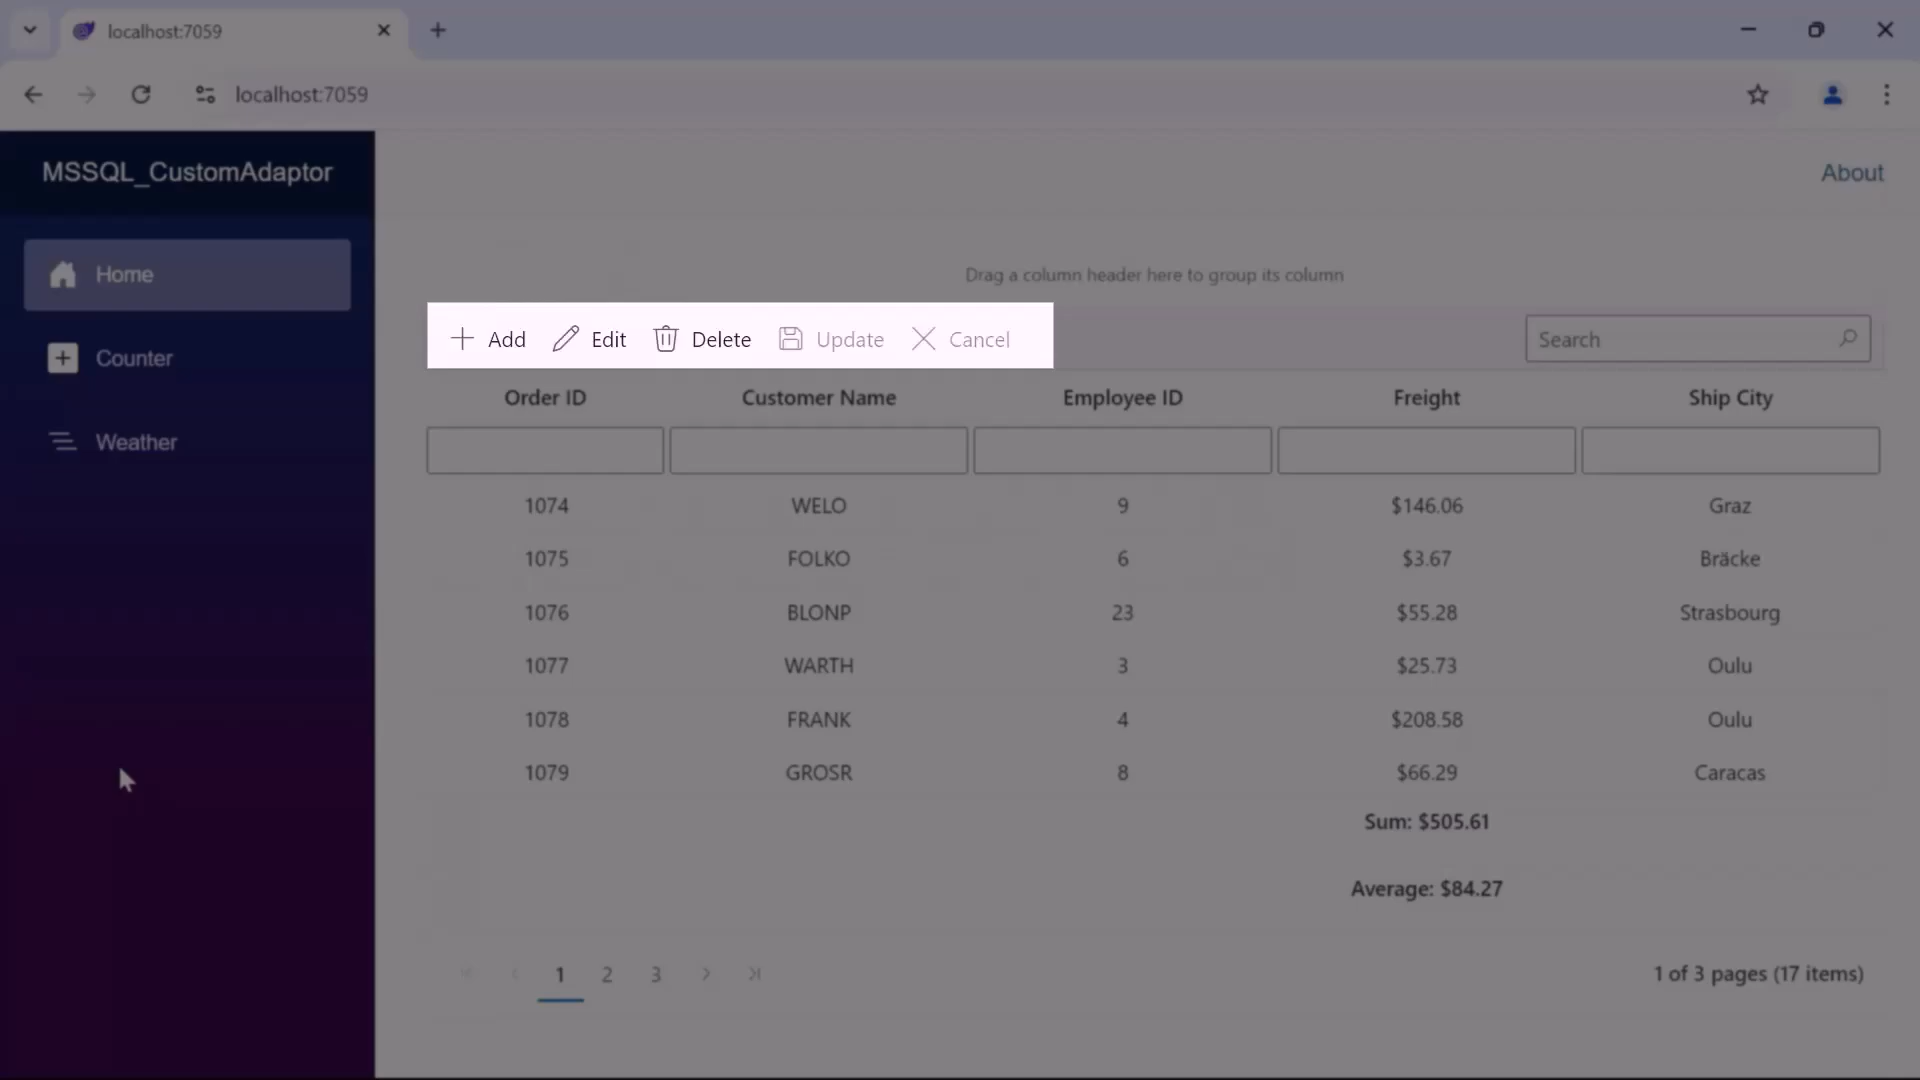 localhost:7059
localhost:7059
MSSQL_CustomAdaptor
About
Home
Counter
Weather
Drag a column header here to group its column
Add Edit Delete Update Cancel
Search
Order ID Customer Name Employee ID Freight Ship City
1074 WELO 9 $146.06 Graz
1075 FOLKO 6 $3.67 Bräcke
1076 BLONP 23 $55.28 Strasbourg
1077 WARTH 3 $25.73 Oulu
1078 FRANK 4 $208.58 Oulu
1079 GROSR 8 $66.29 Caracas
Sum: $505.61
Average: $84.27
1 2 3
1 of 3 pages (17 items)